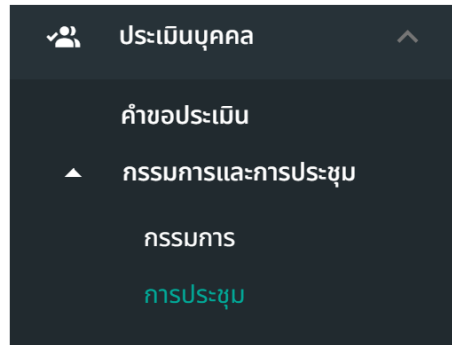 ประเมินบุคคล
คำขอประเมิน
กรรมการและการประชุม
กรรมการ
การประชุม